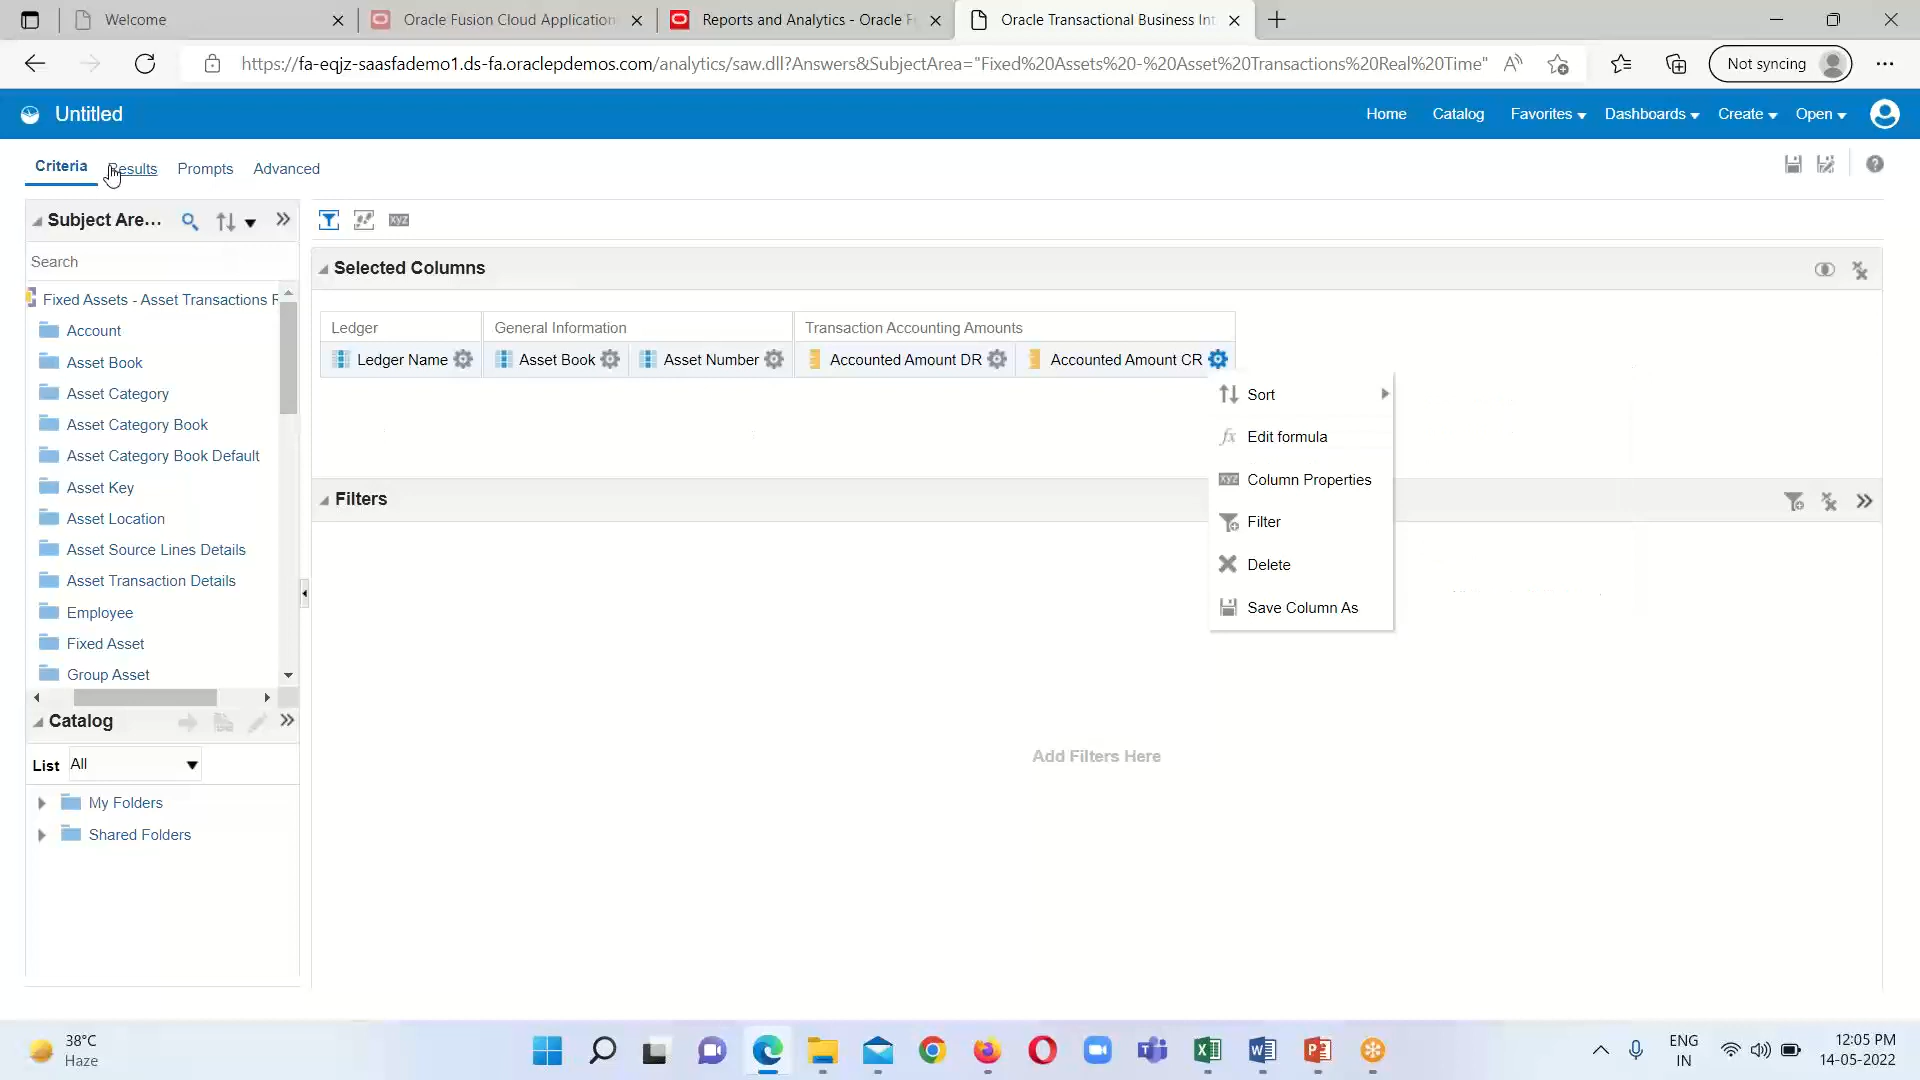 Welcome
Oracle Fusion Cloud Application
Reports and Analytics - Oracle F
Oracle Transactional Business Int
https://fa-eqjz-saasfademo1.ds-fa.oraclepdemos.com/analytics/saw.dll?Answers&SubjectArea="Fixed%20Assets%20-%20Asset%20Transactions%20Real%20Time"
Not syncing
Untitled
Home
Catalog
Favorites
Dashboards
Create
Open
Criteria
Results
Prompts
Advanced
Subject Are...
Search
Fixed Assets - Asset Transactions R
Account
Asset Book
Asset Category
Asset Category Book
Asset Category Book Default
Asset Key
Asset Location
Asset Source Lines Details
Asset Transaction Details
Employee
Fixed Asset
Group Asset
Catalog
List All
My Folders
Shared Folders
xyz
Selected Columns
Ledger
General Information
Transaction Accounting Amounts
Ledger Name
Asset Book
Asset Number
Accounted Amount DR
Accounted Amount CR
Sort
fx Edit formula
xyz Column Properties
Filter
Delete
Save Column As
Filters
Add Filters Here
38°C
Haze
ENG
IN
12:05 PM
14-05-2022